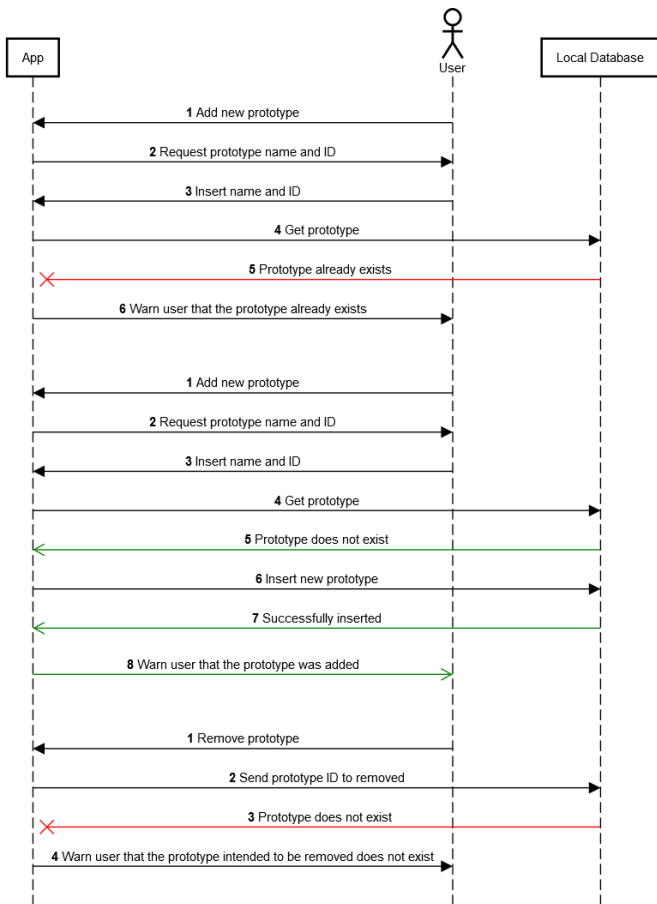 App
User
Local Database
1 Add new prototype
2 Request prototype name and ID
3 Insert name and ID
4 Get prototype
5 Prototype already exists
6 Warn user that the prototype already exists
1 Add new prototype
2 Request prototype name and ID
3 Insert name and ID
4 Get prototype
5 Prototype does not exist
6 Insert new prototype
7 Successfully inserted
8 Warn user that the prototype was added
1 Remove prototype
2 Send prototype ID to removed
3 Prototype does not exist
4 Warn user that the prototype intended to be removed does not exist